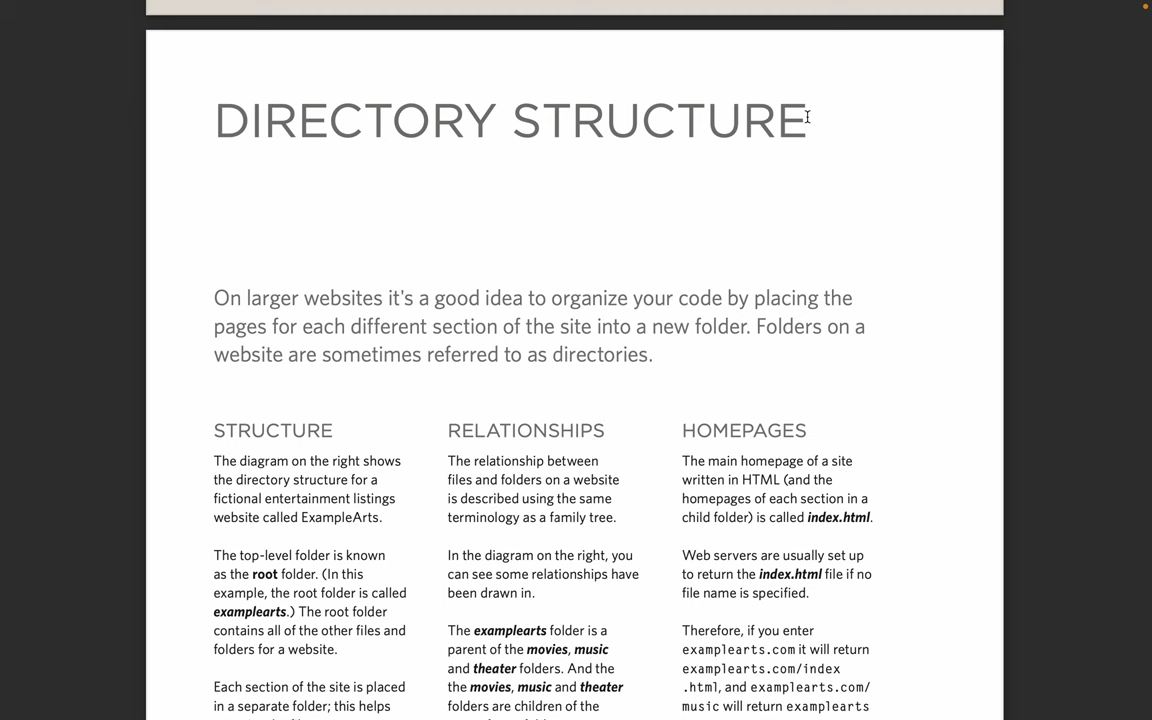 DIRECTORY STRUCTURE
On larger websites it's a good idea to organize your code by placing the
pages for each different section of the site into a new folder. Folders on a
website are sometimes referred to as directories.
STRUCTURE
The diagram on the right shows
the directory structure for a
fictional entertainment listings
website called ExampleArts.
The top-level folder is known
as the root folder. (In this
example, the root folder is called
examplearts.) The root folder
contains all of the other files and
folders for a website.
Each section of the site is placed
in a separate folder; this helps
RELATIONSHIPS
The relationship between
files and folders on a website
is described using the same
terminology as a family tree.
In the diagram on the right, you
can see some relationships have
been drawn in.
The examplearts folder is a
parent of the movies, music
and theater folders. And the
the movies, music and theater
folders are children of the
HOMEPAGES
The main homepage of a site
written in HTML (and the
homepages of each section in a
child folder) is called index.html.
Web servers are usually set up
to return the index.html file if no
file name is specified.
Therefore, if you enter
examplearts.com it will return
examplearts.com/index
.html, and examplearts.com/
music will return examplearts